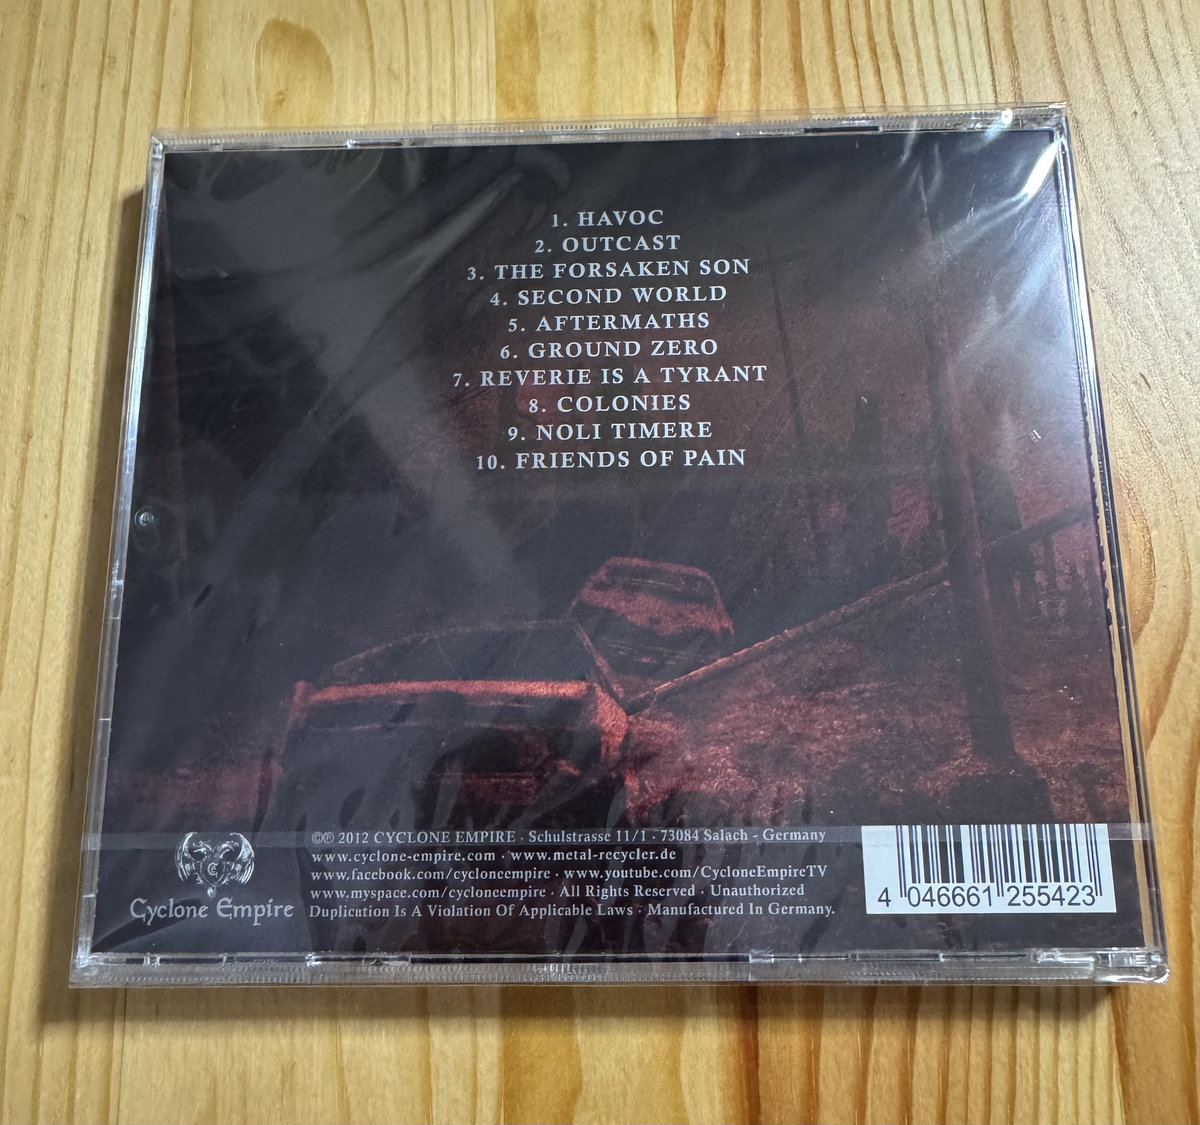 1. HAVOC
2. OUTCAST
3. THE FORSAKEN SON
4. SECOND WORLD
5. AFTERMATHS
6. GROUND ZERO
7. REVERIE IS A TYRANT
8. COLONIES
9. NOLI TIMERE
10. FRIENDS OF PAIN
Cyclone Empire
©℗ 2012 CYCLONE EMPIRE · Schulstrasse 11/1 · 73084 Salach - Germany
www.cyclone-empire.com · www.metal-recycler.de
www.facebook.com/cycloneempire · www.youtube.com/CycloneEmpireTV
www.myspace.com/cycloneempire · All Rights Reserved · Unauthorized
Duplication Is A Violation Of Applicable Laws · Manufactured In Germany.
4 046661 255423